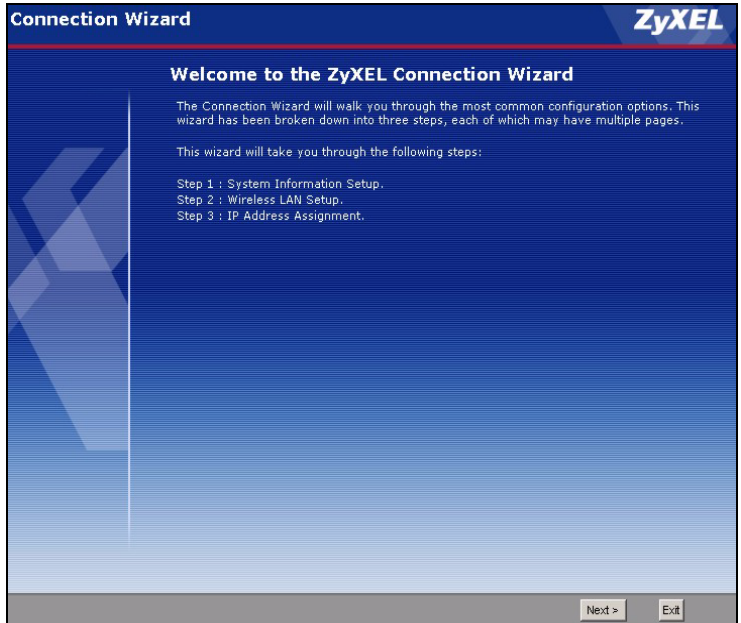 Connection Wizard
ZyXEL
Welcome to the ZyXEL Connection Wizard
The Connection Wizard will walk you through the most common configuration options. This
wizard has been broken down into three steps, each of which may have multiple pages.
This wizard will take you through the following steps:
Step 1 : System Information Setup.
Step 2 : Wireless LAN Setup.
Step 3 : IP Address Assignment.
Next >
Exit